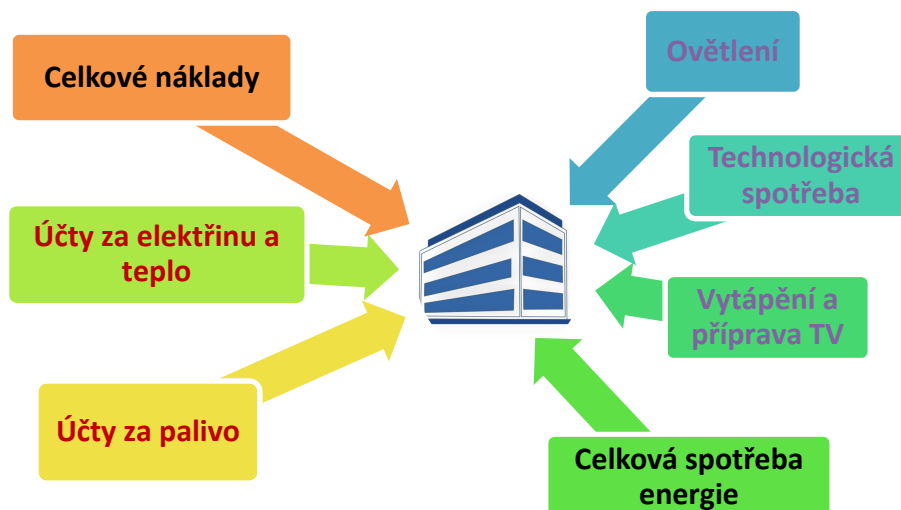 Celkové náklady
Účty za elektřinu a
teplo
Účty za palivo
Ovětlení
Technologická
spotřeba
Vytápění a
příprava TV
Celková spotřeba
energie